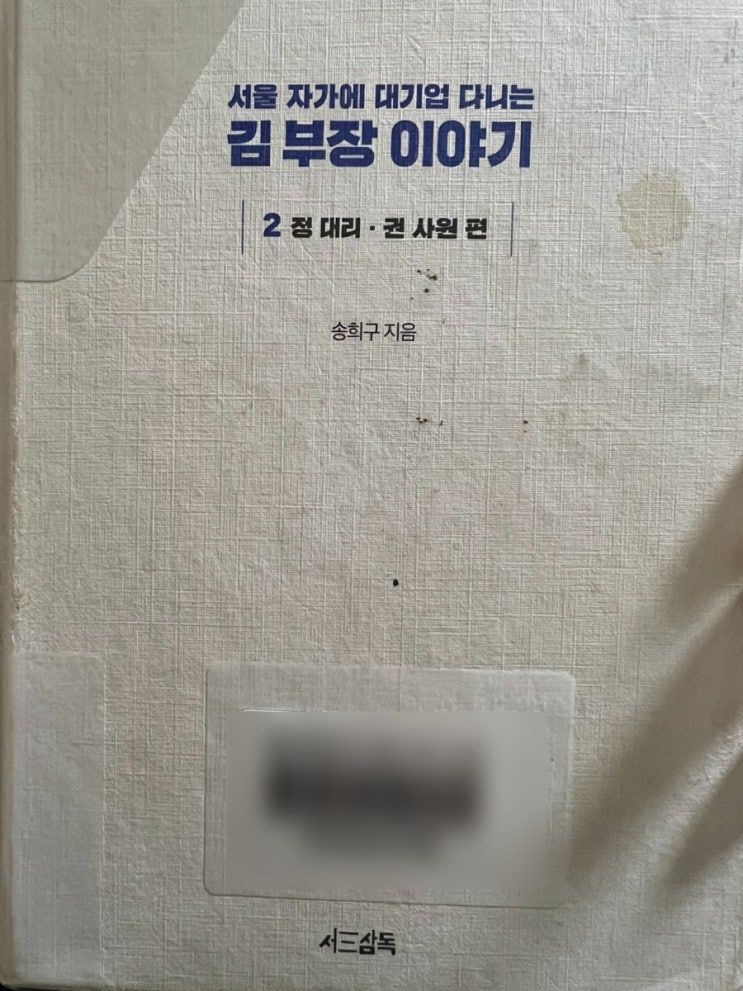 서울 자가에 대기업 다니는
김 부장 이야기
2 정 대리 · 권 사원 편
송희구 지음
서삼독